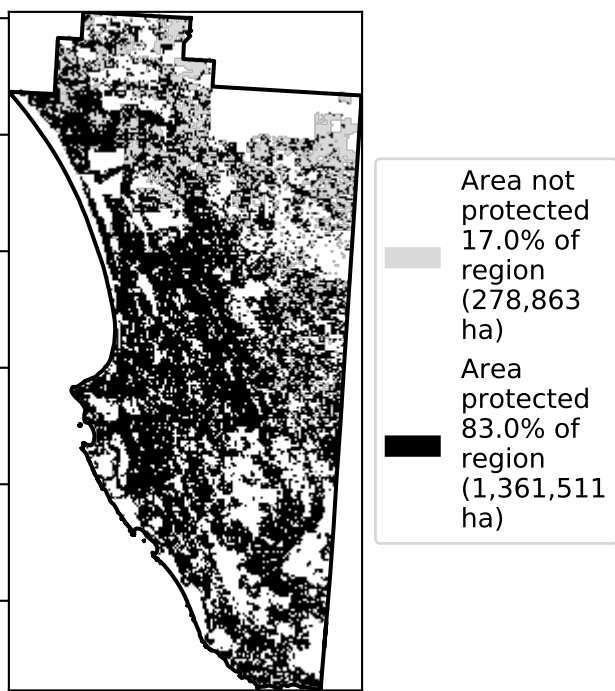 Area not
protected
17.0% of
region
(278,863
ha)
Area
protected
83.0% of
region
(1,361,511
ha)